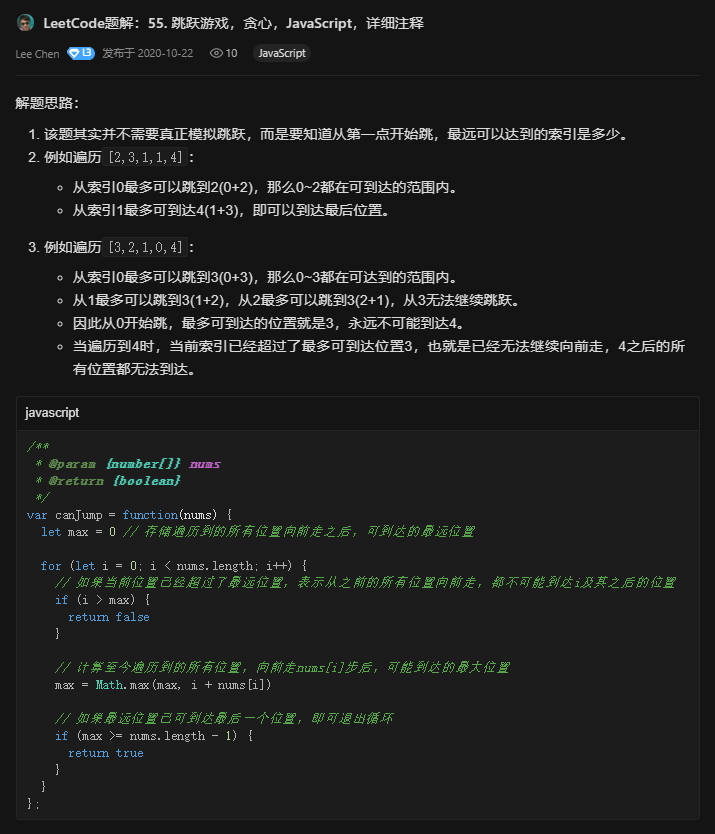 LeetCode题解：55. 跳跃游戏，贪心，JavaScript，详细注释
Lee Chen L3 发布于 2020-10-22 10 JavaScript
解题思路：
1. 该题其实并不需要真正模拟跳跃，而是要知道从第一点开始跳，最远可以达到的索引是多少。
2. 例如遍历[2,3,1,1,4]：
从索引0最多可以跳到2(0+2)，那么0~2都在可到达的范围内。
从索引1最多可到达4(1+3)，即可以到达最后位置。
3. 例如遍历[3,2,1,0,4]：
从索引0最多可以跳到3(0+3)，那么0~3都在可达到的范围内。
从1最多可以跳到3(1+2)，从2最多可以跳到3(2+1)，从3无法继续跳跃。
因此从0开始跳，最多可到达的位置就是3，永远不可能到达4。
当遍历到4时，当前索引已经超过了最多可到达位置3，也就是已经无法继续向前走，4之后的所
有位置都无法到达。
javascript
/**
 * @param {number[]} nums
 * @return {boolean}
 */
var canJump = function(nums) {
  let max = 0 // 存储遍历到的所有位置向前走之后，可到达的最远位置
  for (let i = 0; i < nums.length; i++) {
    // 如果当前位置已经超过了最远位置，表示从之前的所有位置向前走，都不可能到达i及其之后的位置
    if (i > max) {
      return false
    }
    // 计算至今遍历到的所有位置，向前走nums[i]步后，可能到达的最大位置
    max = Math.max(max, i + nums[i])
    // 如果最远位置已可到达最后一个位置，即可退出循环
    if (max >= nums.length - 1) {
      return true
    }
  }
};